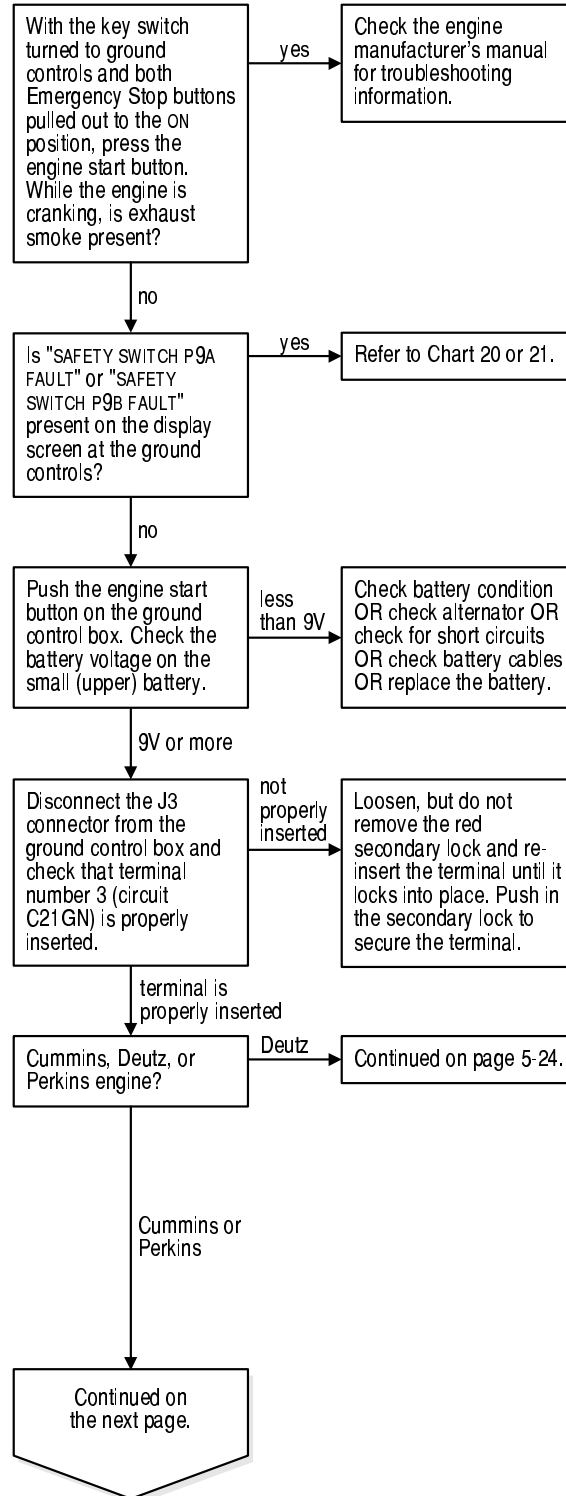 With the key switch
turned to ground
controls and both
Emergency Stop buttons
pulled out to the ON
position, press the
engine start button.
While the engine is
cranking, is exhaust
smoke present?
yes
Check the engine
manufacturer's manual
for troubleshooting
information.
no
Is "SAFETY SWITCH P9A
FAULT" or "SAFETY
SWITCH P9B FAULT"
present on the display
screen at the ground
controls?
yes
Refer to Chart 20 or 21.
no
Push the engine start
button on the ground
control box. Check the
battery voltage on the
small (upper) battery.
less
than 9V
Check battery condition
OR check alternator OR
check for short circuits
OR check battery cables
OR replace the battery.
9V or more
Disconnect the J3
connector from the
ground control box and
check that terminal
number 3 (circuit
C21GN) is properly
inserted.
not
properly
inserted
Loosen, but do not
remove the red
secondary lock and re-
insert the terminal until it
locks into place. Push in
the secondary lock to
secure the terminal.
terminal is
properly inserted
Cummins, Deutz, or
Perkins engine?
Deutz
Continued on page 5-24.
Cummins or
Perkins
Continued on
the next page.